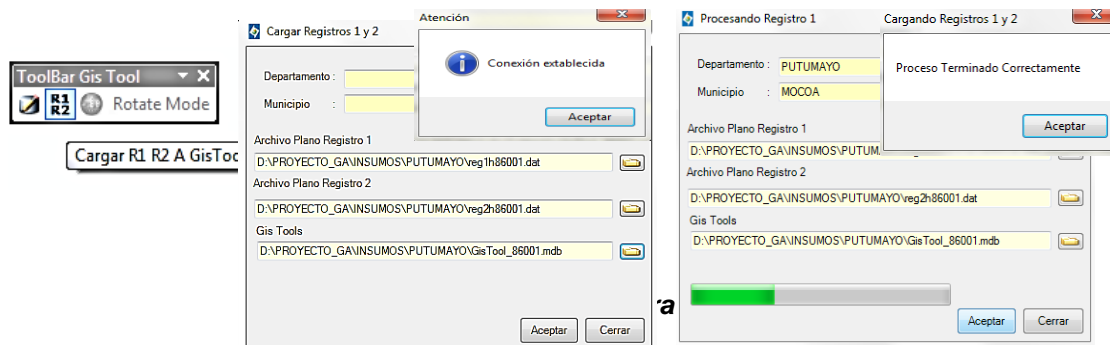 ToolBar Gis Tool
R1
R2
Rotate Mode
Cargar R1 R2 A GisToo
Cargar Registros 1 y 2
Atención
Conexión establecida
Aceptar
Departamento :
Municipio :
Archivo Plano Registro 1
D:\PROYECTO_GA\INSUMOS\PUTUMAYO\reg1h86001.dat
Archivo Plano Registro 2
D:\PROYECTO_GA\INSUMOS\PUTUMAYO\reg2h86001.dat
Gis Tools
D:\PROYECTO_GA\INSUMOS\PUTUMAYO\GisTool_86001.mdb
Aceptar
Cerrar
ra
Procesando Registro 1
Cargando Registros 1 y 2
Proceso Terminado Correctamente
Aceptar
Departamento : PUTUMAYO
Municipio : MOCOA
Archivo Plano Registro 1
D:\PROYECTO_GA\INSUMOS\PUTUM
Archivo Plano Registro 2
D:\PROYECTO_GA\INSUMOS\PUTUMAYO\reg2h86001.dat
Gis Tools
D:\PROYECTO_GA\INSUMOS\PUTUMAYO\GisTool_86001.mdb
Aceptar
Cerrar